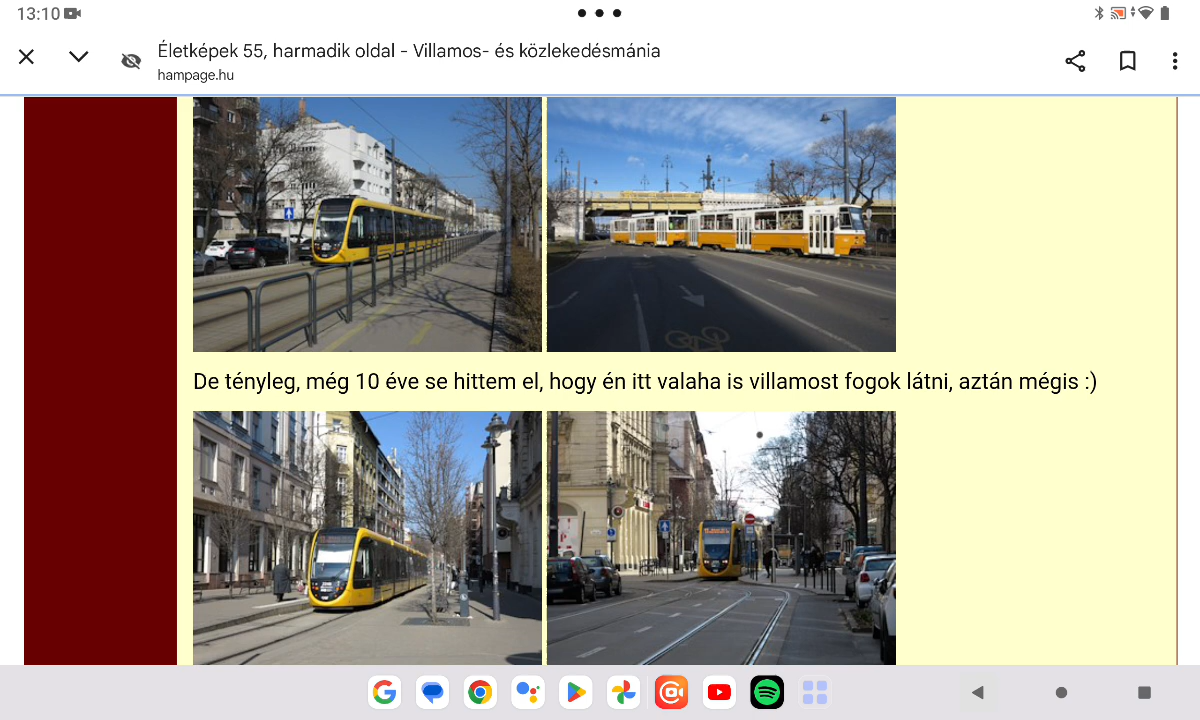 13:10
Életképek 55, harmadik oldal - Villamos- és közlekedésmánia
hampage.hu
De tényleg, még 10 éve se hittem el, hogy én itt valaha is villamost fogok látni, aztán mégis :)